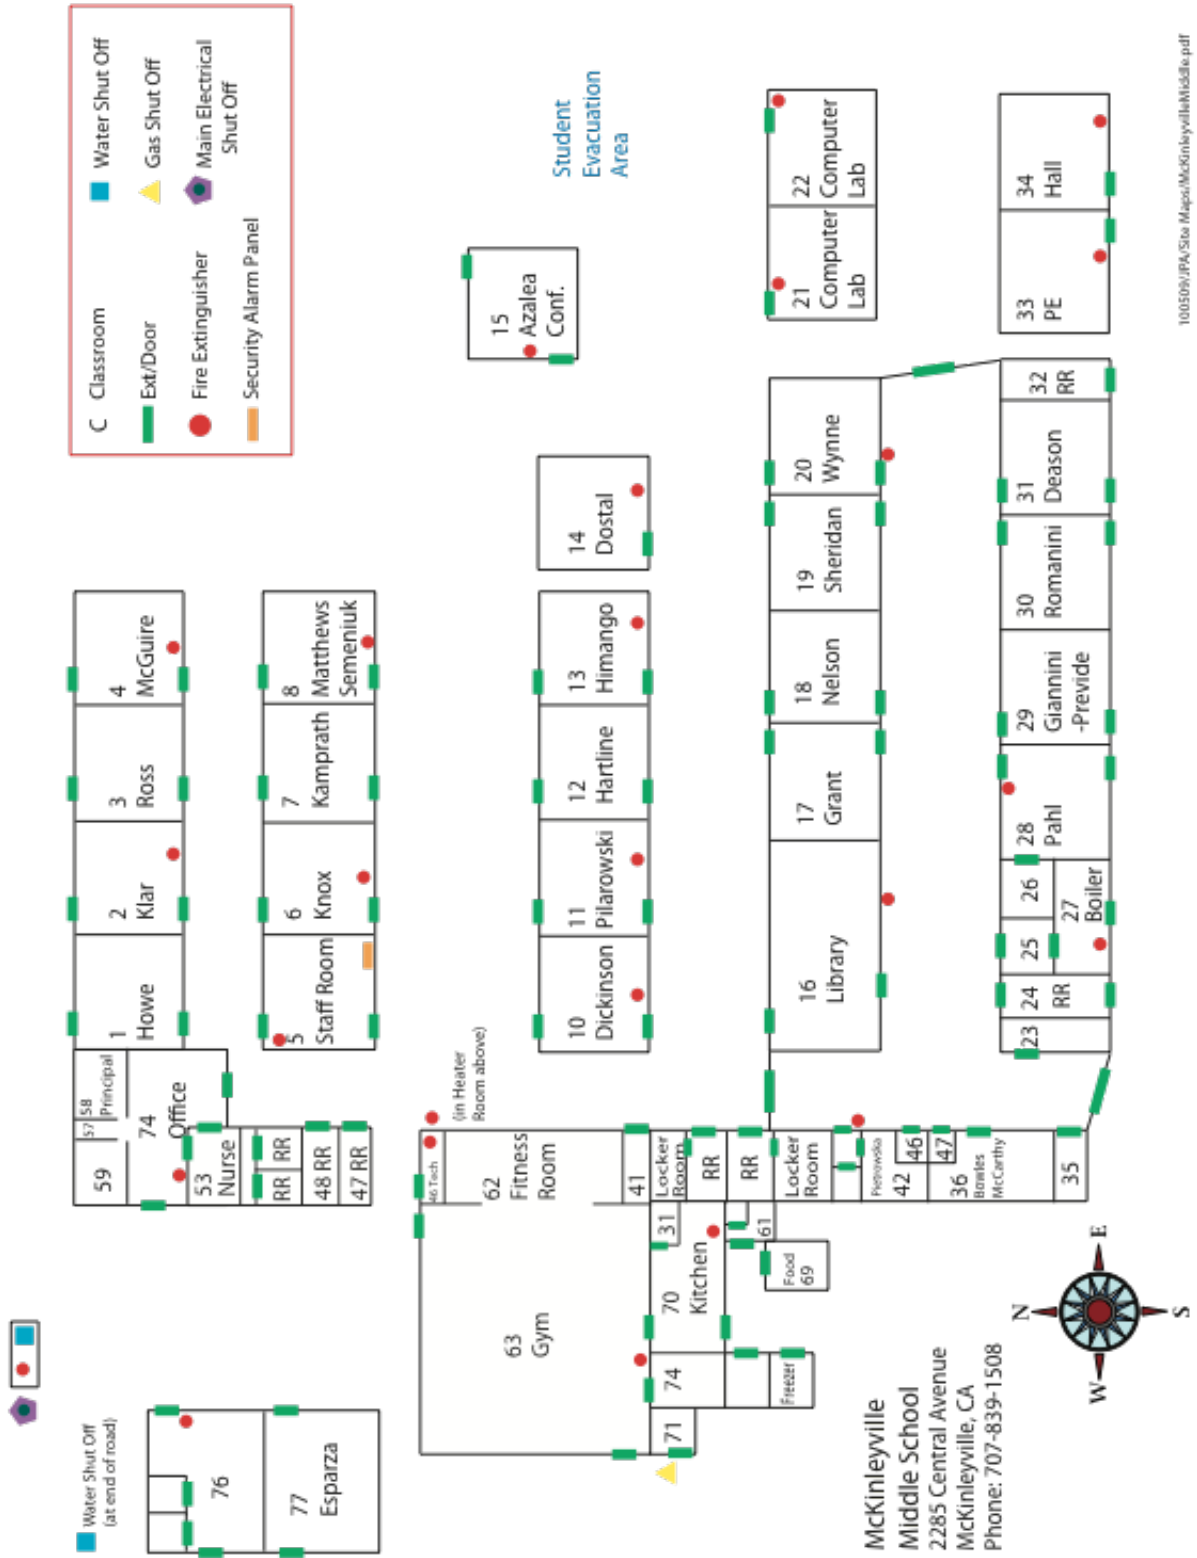 C Classroom
Ext/Door
Fire Extinguisher
Security Alarm Panel
Water Shut Off
Gas Shut Off
Main Electrical
Shut Off
Student
Evacuation
Area
Water Shut Off
(at end of road)
76
77
Esparza
59
57
58
Principal
74
Office
53
Nurse
RR
RR
48 RR
47 RR
1
Howe
2
Klar
3
Ross
4
McGuire
5
Staff Room
6
Knox
7
Kamprath
8
Matthews
Semeniuk
(in Heater
Room above)
46 Tech
62
Fitness
Room
63
Gym
41
10
Dickinson
11
Pilarowski
12
Hartline
13
Himango
14
Dostal
15
Azalea
Conf.
71
74
Freezer
70
Kitchen
31
61
Food
69
Locker
Room
RR
RR
Locker
Room
Pietrowska
42
46
47
36
Bowles
McCarthy
35
16
Library
17
Grant
18
Nelson
19
Sheridan
20
Wynne
21
Computer
Lab
22
Computer
Lab
23
24
RR
25
26
27
Boiler
28
Pahl
29
Giannini
-Previde
30
Romanini
31
Deason
32
RR
33
PE
34
Hall
McKinleyville
Middle School
2285 Central Avenue
McKinleyville, CA
Phone: 707-839-1508
N
W
E
S
100509/JPA/Site Maps/McKinleyvilleMiddle.pdf